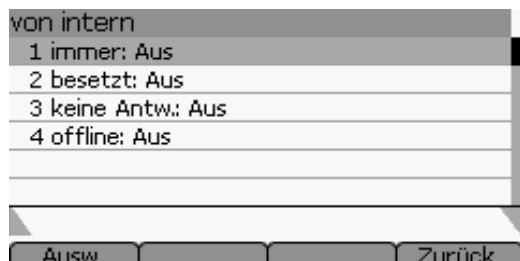 von intern
1 immer: Aus
2 besetzt: Aus
3 keine Antw.: Aus
4 offline: Aus
Ausw Zurück